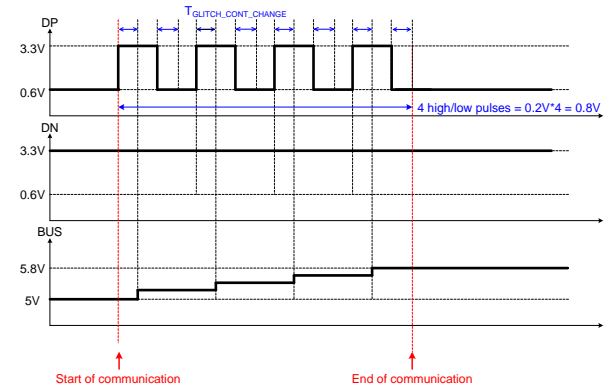 T_GLITCH_CONT_CHANGE
DP
3.3V
0.6V
4 high/low pulses = 0.2V*4 = 0.8V
DN
3.3V
0.6V
BUS
5.8V
5V
Start of communication
End of communication